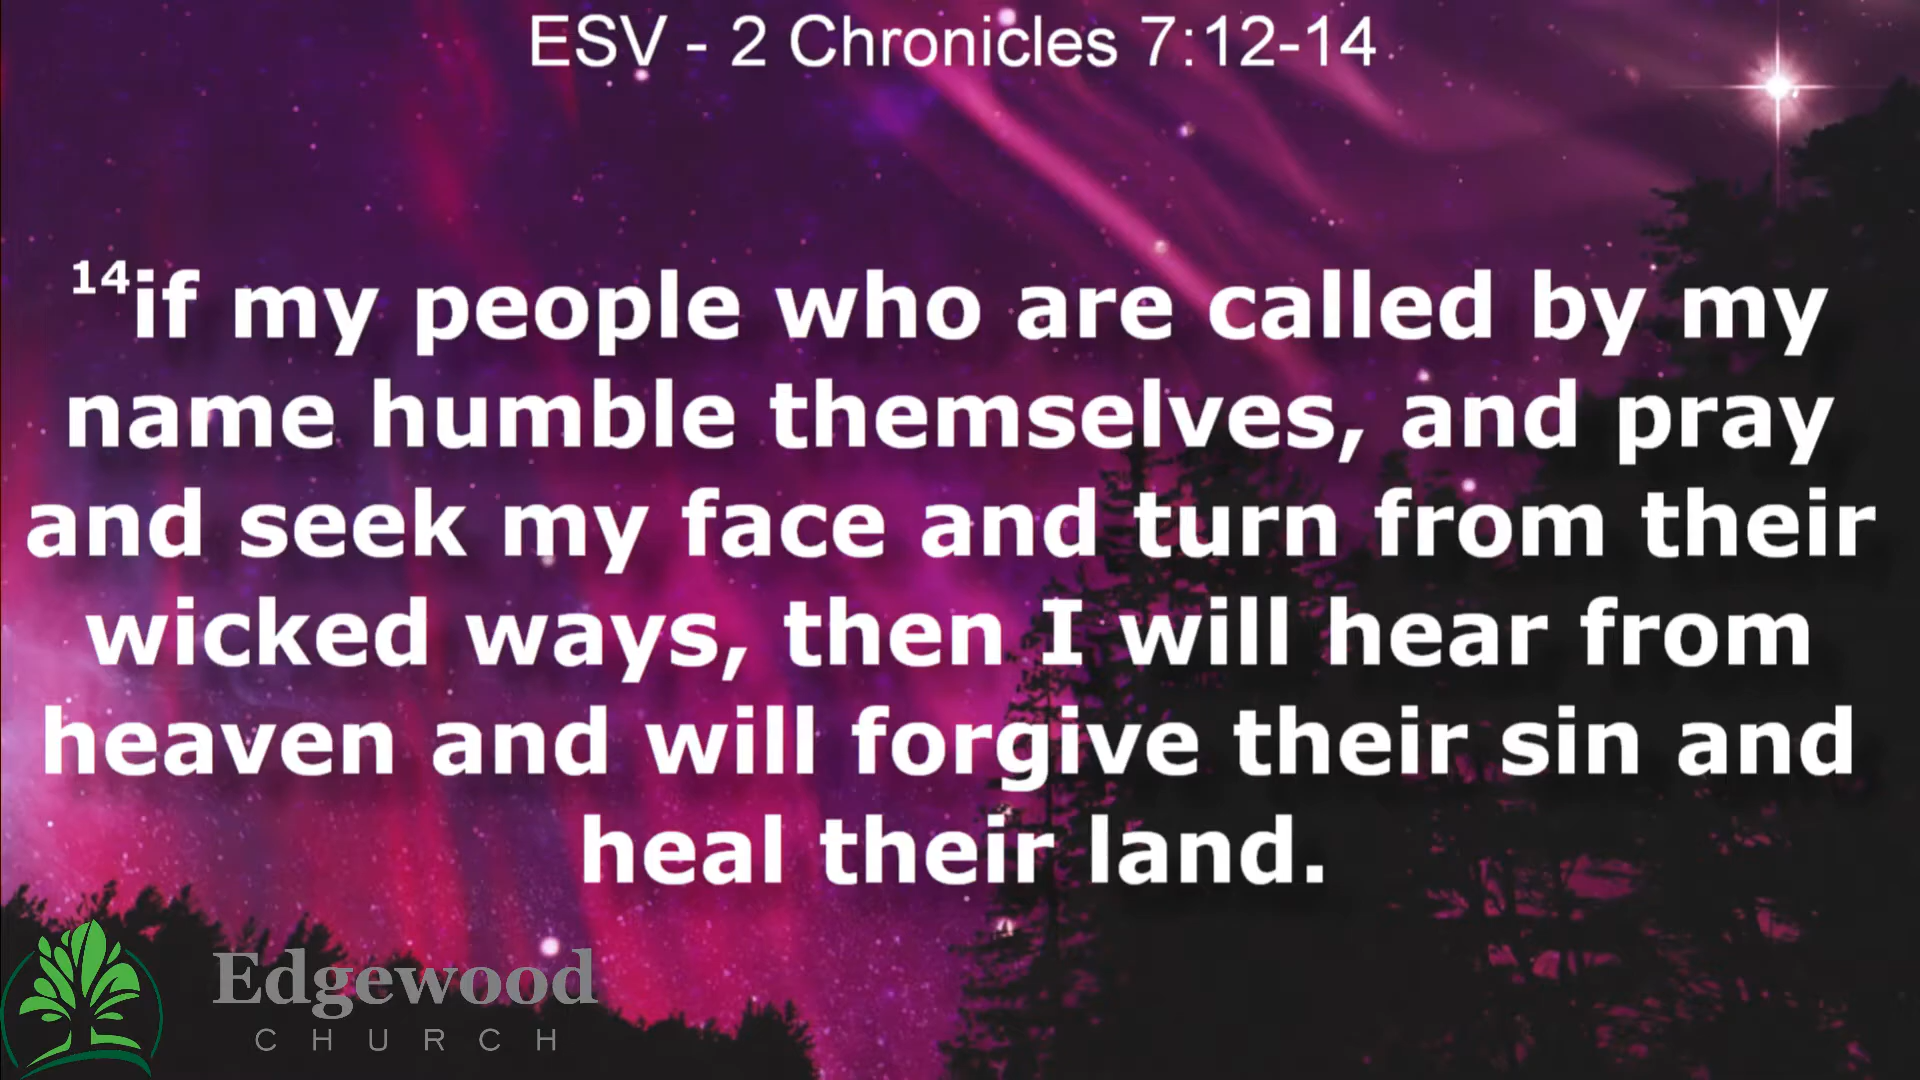 ESV - 2 Chronicles 7:12-14
14if my people who are called by my
name humble themselves, and pray
and seek my face and turn from their
wicked ways, then I will hear from
heaven and will forgive their sin and
heal their land.
Edgewood
CHURCH